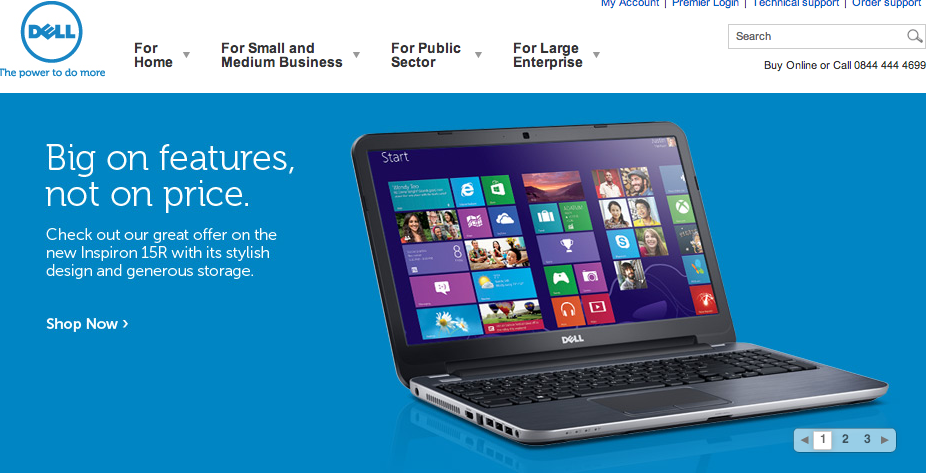 My Account | Premier Login | Technical support | Order support
DELL
The power to do more
For
Home
For Small and
Medium Business
For Public
Sector
For Large
Enterprise
Search
Buy Online or Call 0844 444 4699
Big on features,
not on price.
Check out our great offer on the
new Inspiron 15R with its stylish
design and generous storage.
Shop Now >
Start
8
DELL
1 2 3